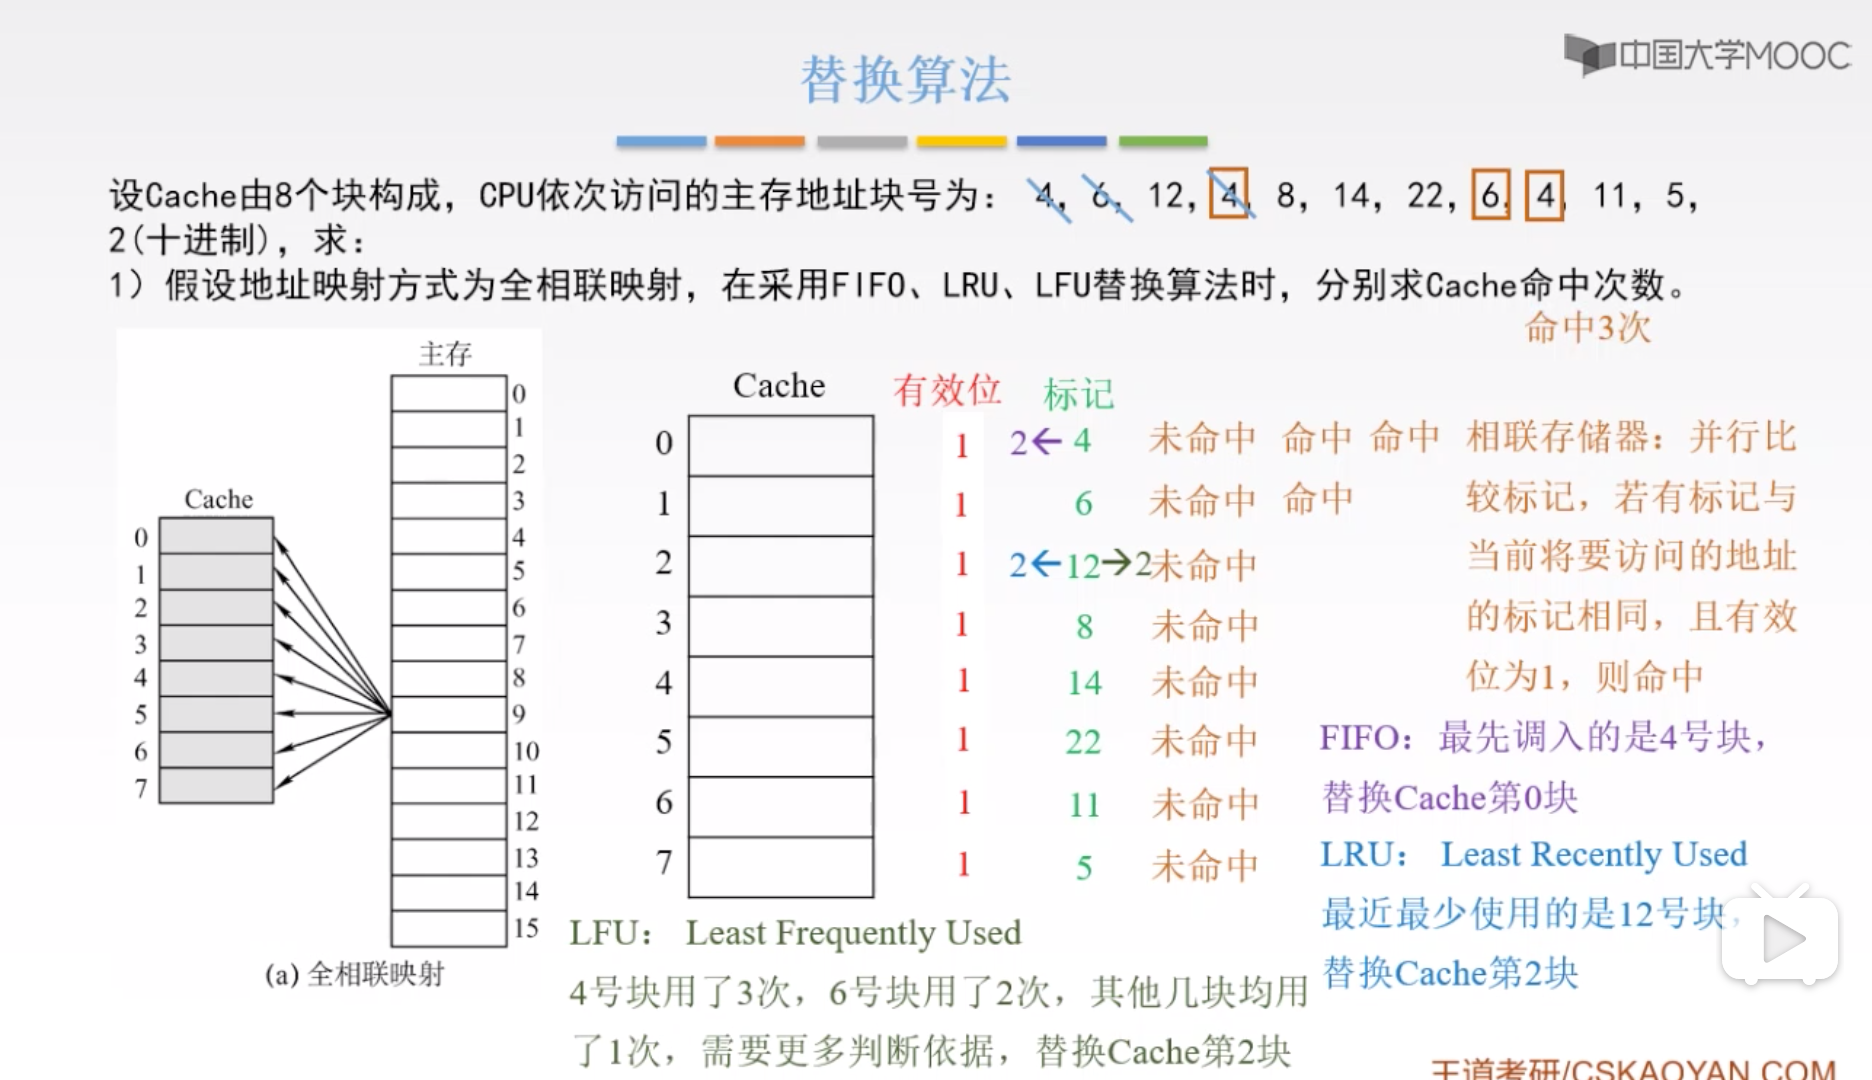 中国大学MOOC
替换算法
设Cache由8个块构成，CPU依次访问的主存地址块号为： 4，6，12，4，8，14，22，6，4，11，5，
2(十进制)，求：
1）假设地址映射方式为全相联映射，在采用FIFO、LRU、LFU替换算法时，分别求Cache命中次数。
命中3次
主存
0
1
2
3
4
5
6
7
8
9
10
11
12
13
14
15
Cache
0
1
2
3
4
5
6
7
(a) 全相联映射
Cache 有效位 标记
0 1 2← 4 未命中 命中 命中
1 1 6 未命中 命中
2 1 2←12→2未命中
3 1 8 未命中
4 1 14 未命中
5 1 22 未命中
6 1 11 未命中
7 1 5 未命中
相联存储器：并行比
较标记，若有标记与
当前将要访问的地址
的标记相同，且有效
位为1，则命中
FIFO：最先调入的是4号块，
替换Cache第0块
LRU： Least Recently Used
最近最少使用的是12号块，
替换Cache第2块
LFU： Least Frequently Used
4号块用了3次，6号块用了2次，其他几块均用
了1次，需要更多判断依据，替换Cache第2块
王道考研/CSKAOYAN.COM